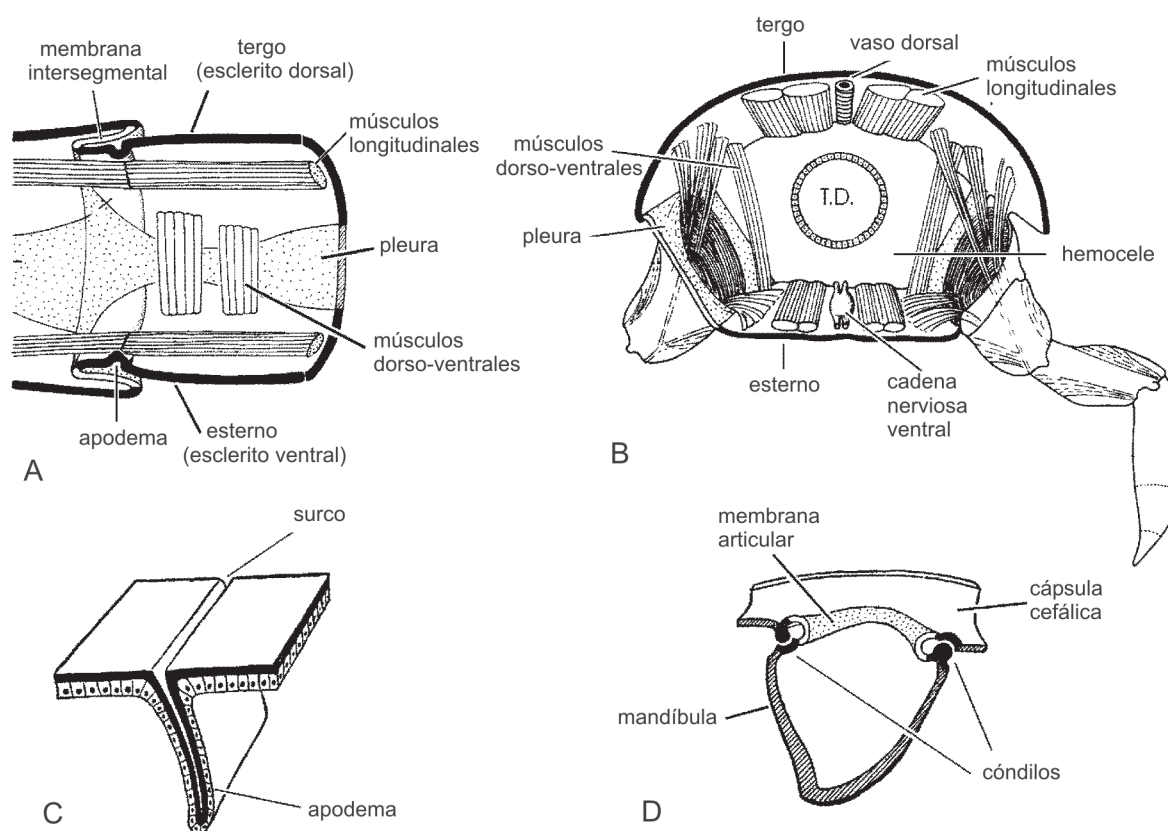 membrana
intersegmental
tergo
(esclerito dorsal)
músculos
longitudinales
pleura
músculos
dorso-ventrales
apodema
esterno
(esclerito ventral)
A
tergo
vaso dorsal
músculos
longitudinales
músculos
dorso-ventrales
T.D.
pleura
hemocele
esterno
cadena
nerviosa
ventral
B
surco
apodema
C
membrana
articular
cápsula
cefálica
mandíbula
cóndilos
D